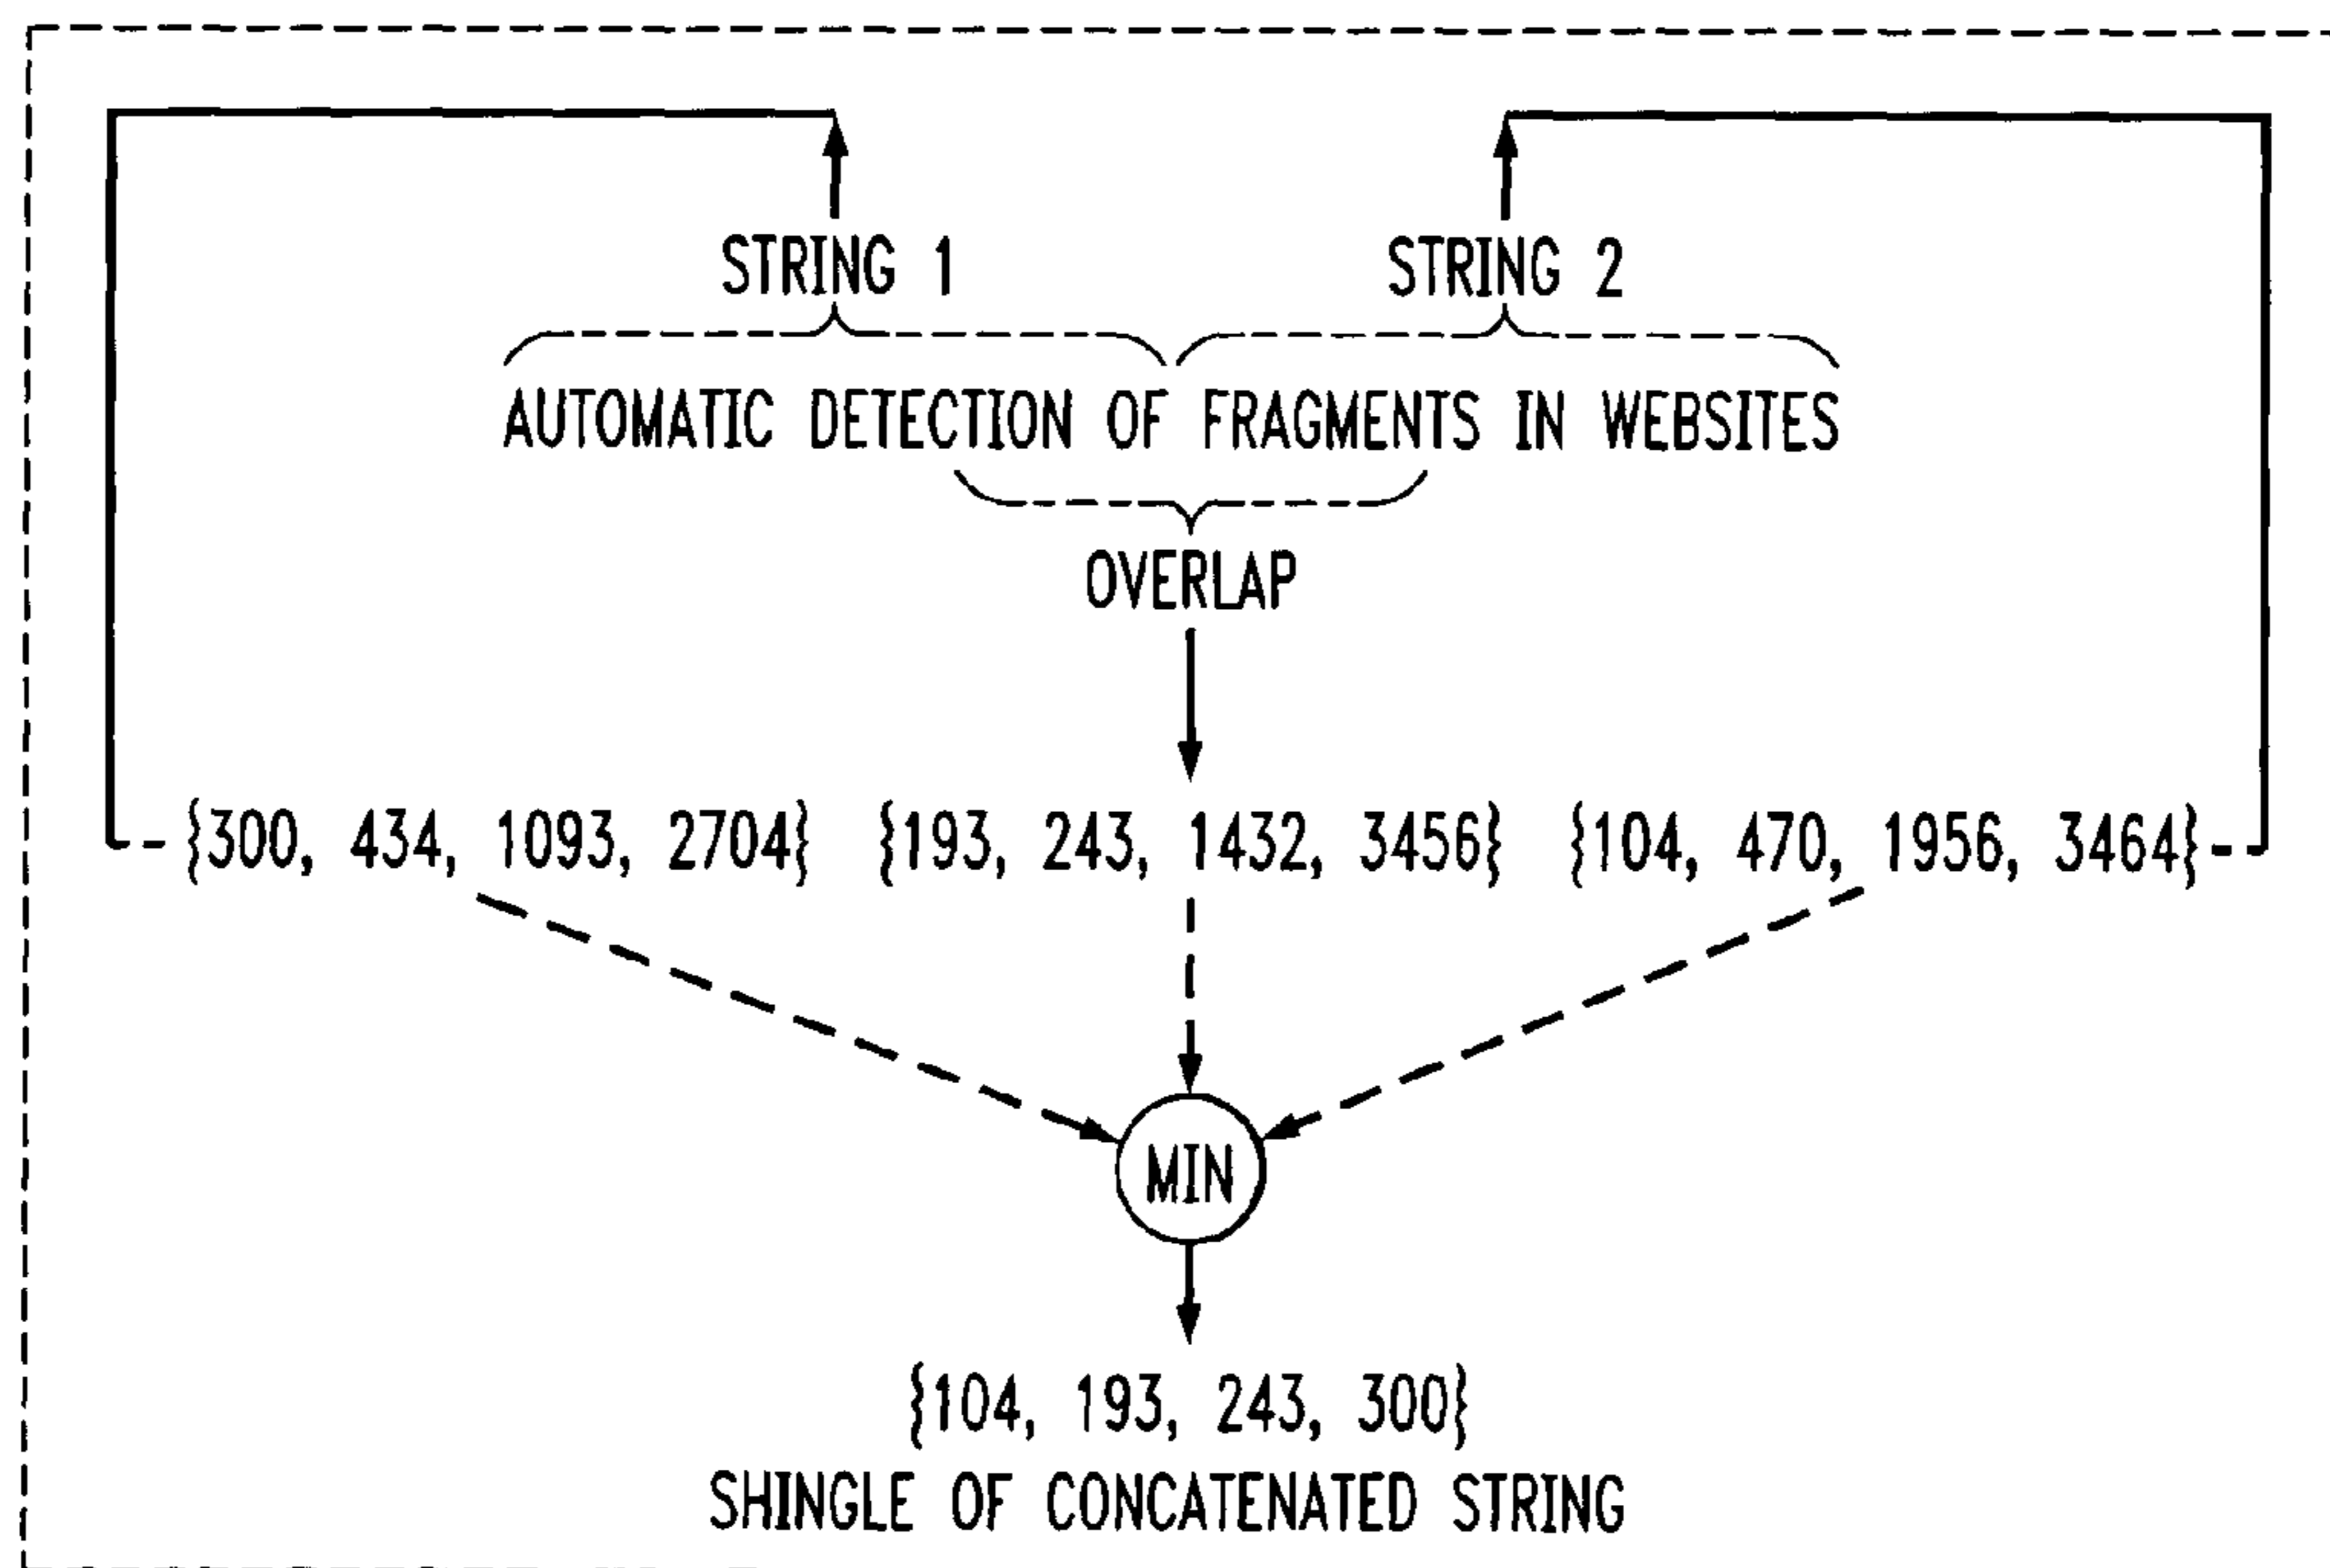 STRING 1 STRING 2
AUTOMATIC DETECTION OF FRAGMENTS IN WEBSITES
OVERLAP
{300, 434, 1093, 2704} {193, 243, 1432, 3456} {104, 470, 1956, 3464}
MIN
{104, 193, 243, 300}
SHINGLE OF CONCATENATED STRING